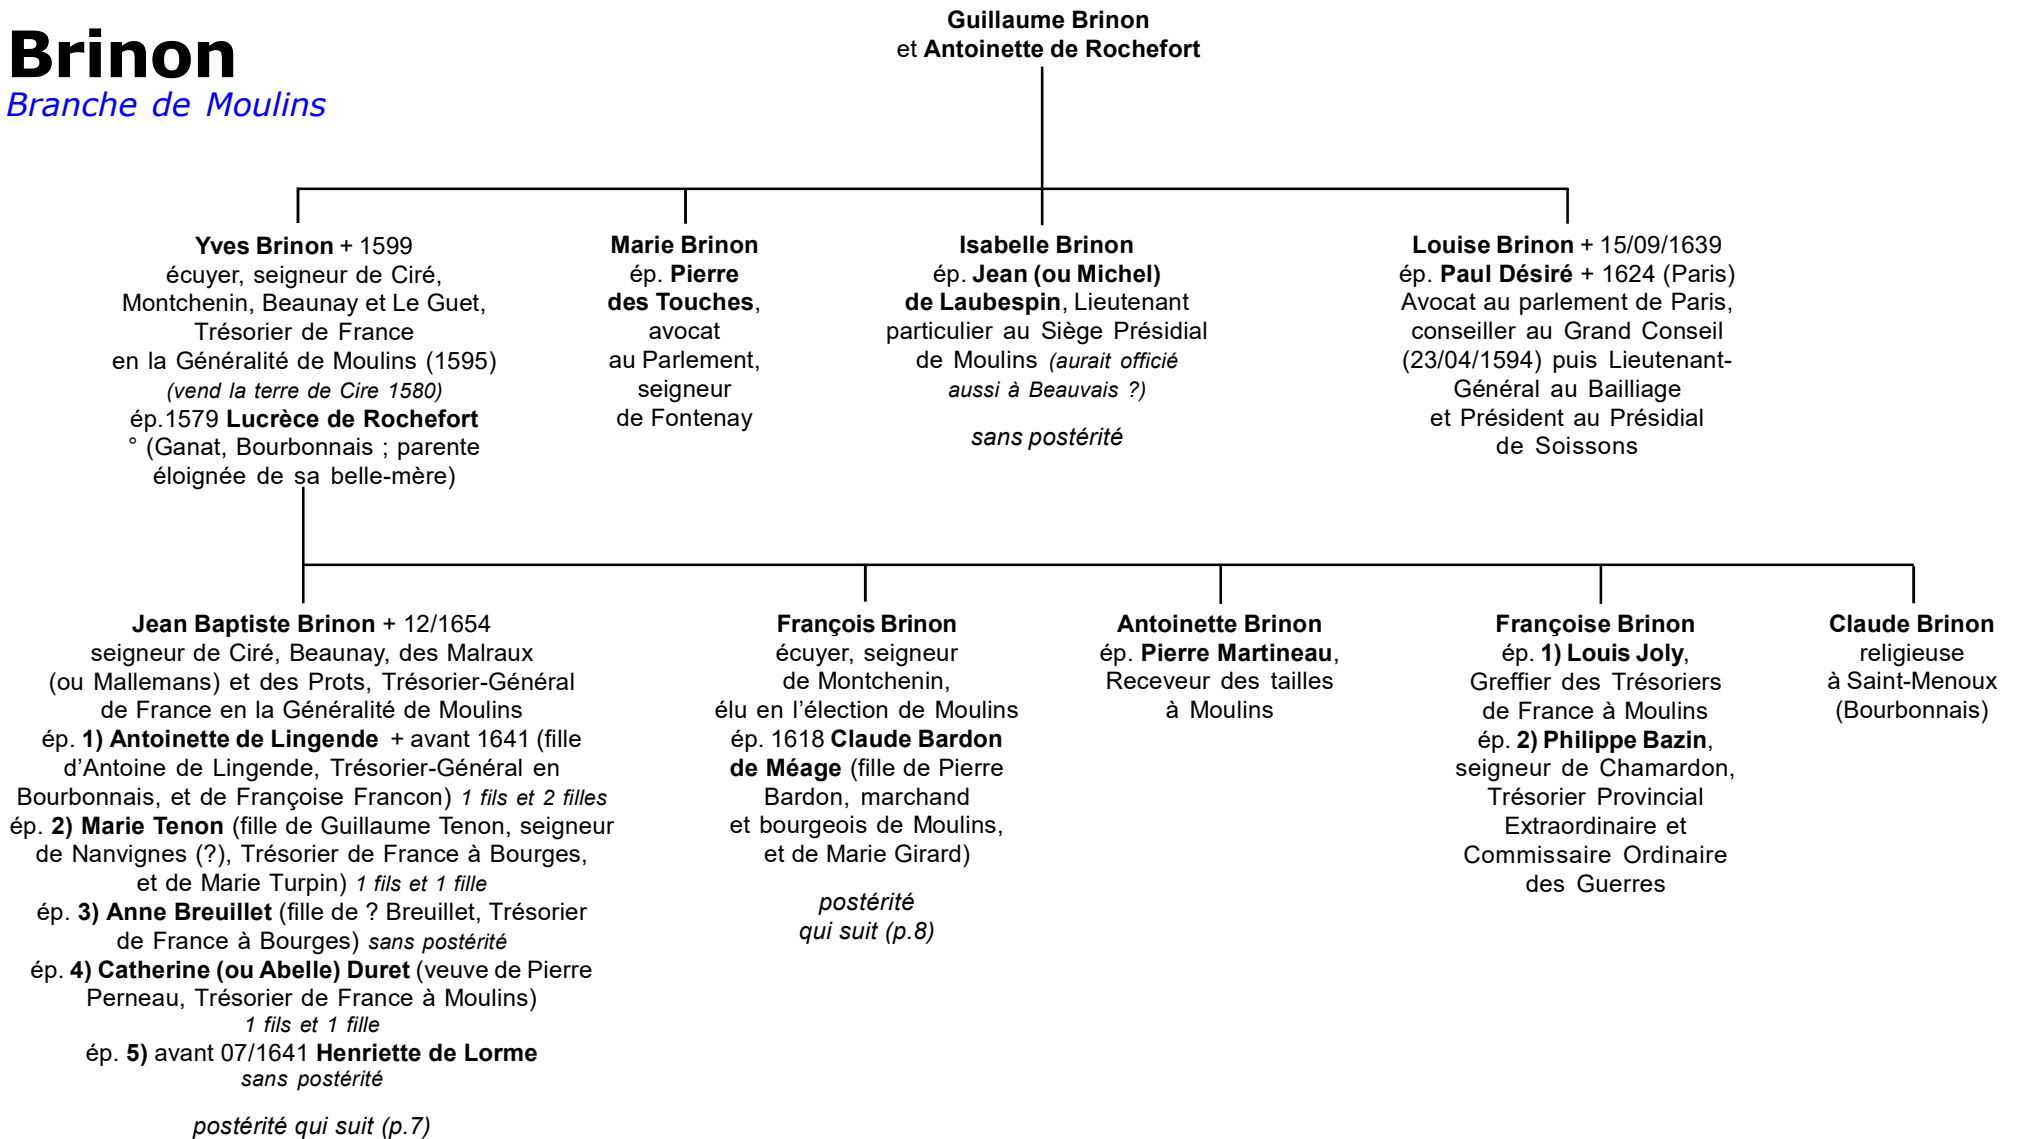 Brinon
Branche de Moulins
Guillaume Brinon
et Antoinette de Rochefort
Yves Brinon + 1599
écuyer, seigneur de Ciré,
Montchenin, Beaunay et Le Guet,
Trésorier de France
en la Généralité de Moulins (1595)
(vend la terre de Cire 1580)
ép.1579 Lucrèce de Rochefort
° (Ganat, Bourbonnais ; parente
éloignée de sa belle-mère)
Marie Brinon
ép. Pierre
des Touches,
avocat
au Parlement,
seigneur
de Fontenay
Isabelle Brinon
ép. Jean (ou Michel)
de Laubespin, Lieutenant
particulier au Siège Présidial
de Moulins (aurait officié
aussi à Beauvais ?)
sans postérité
Louise Brinon + 15/09/1639
ép. Paul Désiré + 1624 (Paris)
Avocat au parlement de Paris,
conseiller au Grand Conseil
(23/04/1594) puis Lieutenant-
Général au Bailliage
et Président au Présidial
de Soissons
Jean Baptiste Brinon + 12/1654
seigneur de Ciré, Beaunay, des Malraux
(ou Mallemans) et des Prots, Trésorier-Général
de France en la Généralité de Moulins
ép. 1) Antoinette de Lingende + avant 1641 (fille
d'Antoine de Lingende, Trésorier-Général en
Bourbonnais, et de Françoise Francon) 1 fils et 2 filles
ép. 2) Marie Tenon (fille de Guillaume Tenon, seigneur
de Nanvignes (?), Trésorier de France à Bourges,
et de Marie Turpin) 1 fils et 1 fille
ép. 3) Anne Breuillet (fille de ? Breuillet, Trésorier
de France à Bourges) sans postérité
ép. 4) Catherine (ou Abelle) Duret (veuve de Pierre
Perneau, Trésorier de France à Moulins)
1 fils et 1 fille
ép. 5) avant 07/1641 Henriette de Lorme
sans postérité
postérité qui suit (p.7)
François Brinon
écuyer, seigneur
de Montchenin,
élu en l'élection de Moulins
ép. 1618 Claude Bardon
de Méage (fille de Pierre
Bardon, marchand
et bourgeois de Moulins,
et de Marie Girard)
postérité
qui suit (p.8)
Antoinette Brinon
ép. Pierre Martineau,
Receveur des tailles
à Moulins
Françoise Brinon
ép. 1) Louis Joly,
Greffier des Trésoriers
de France à Moulins
ép. 2) Philippe Bazin,
seigneur de Chamardon,
Trésorier Provincial
Extraordinaire et
Commissaire Ordinaire
des Guerres
Claude Brinon
religieuse
à Saint-Menoux
(Bourbonnais)